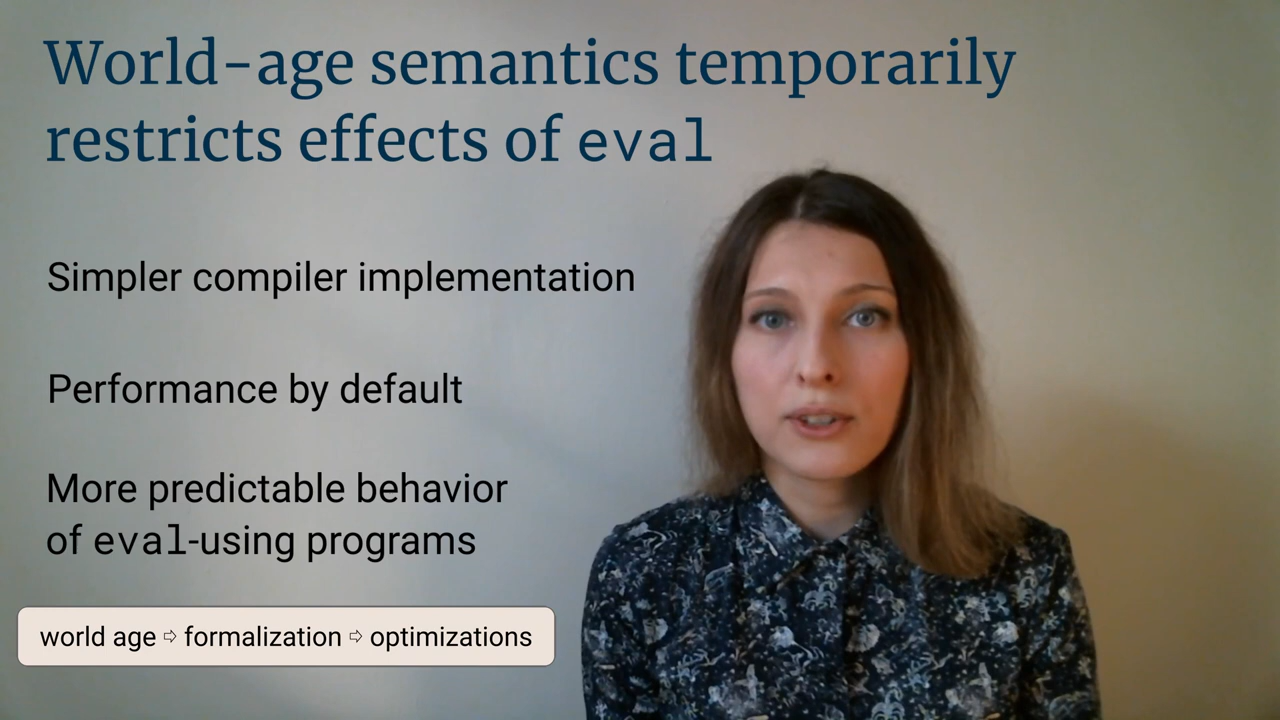 World-age semantics temporarily
restricts effects of eval
Simpler compiler implementation
Performance by default
More predictable behavior
of eval-using programs
world age ⇨ formalization ⇨ optimizations